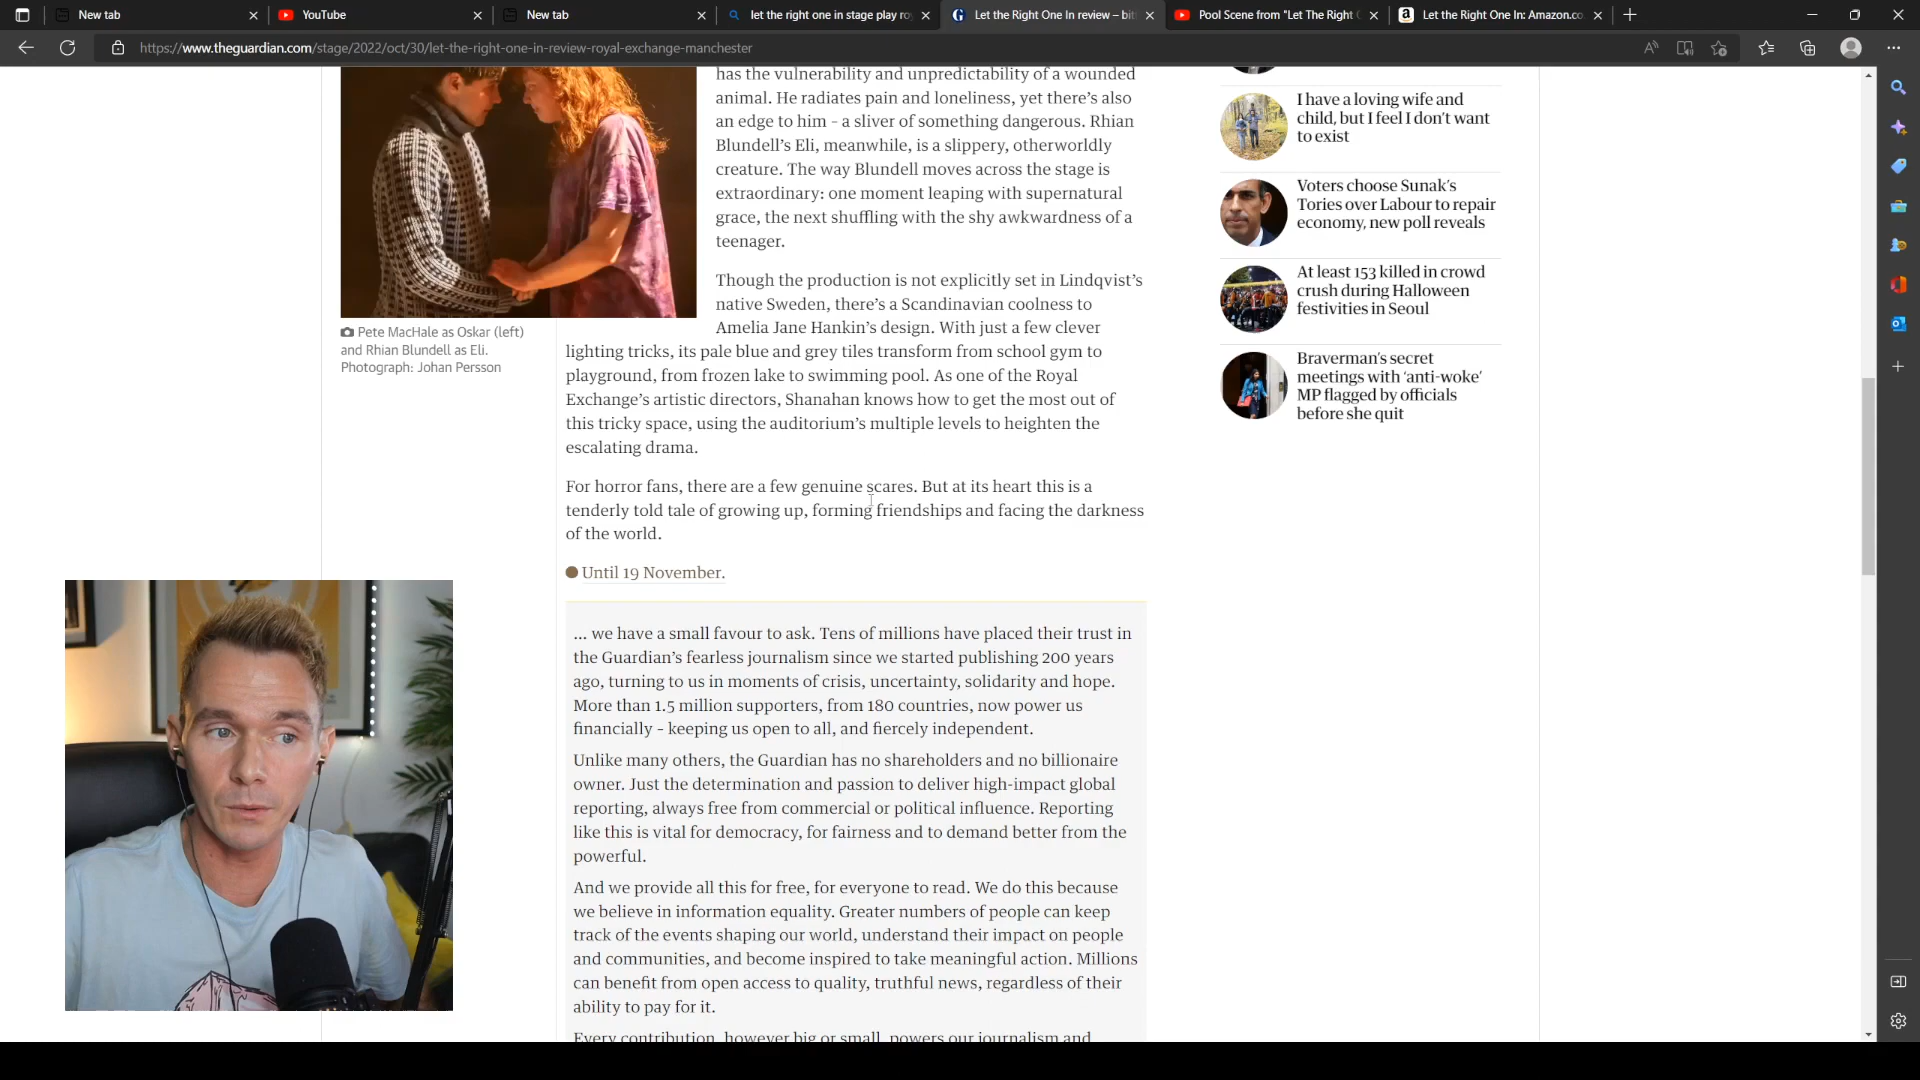 New tab
YouTube
New tab
let the right one in stage play ro
Let the Right One In review – bit
Pool Scene from "Let The Right
Let the Right One In: Amazon.co
https://www.theguardian.com/stage/2022/oct/30/let-the-right-one-in-review-royal-exchange-manchester
has the vulnerability and unpredictability of a wounded
animal. He radiates pain and loneliness, yet there's also
an edge to him – a sliver of something dangerous. Rhian
Blundell's Eli, meanwhile, is a slippery, otherworldly
creature. The way Blundell moves across the stage is
extraordinary: one moment leaping with supernatural
grace, the next shuffling with the shy awkwardness of a
teenager.
Though the production is not explicitly set in Lindqvist's
native Sweden, there's a Scandinavian coolness to
Amelia Jane Hankin's design. With just a few clever
lighting tricks, its pale blue and grey tiles transform from school gym to
playground, from frozen lake to swimming pool. As one of the Royal
Exchange's artistic directors, Shanahan knows how to get the most out of
this tricky space, using the auditorium's multiple levels to heighten the
escalating drama.
Pete MacHale as Oskar (left)
and Rhian Blundell as Eli.
Photograph: Johan Persson
For horror fans, there are a few genuine scares. But at its heart this is a
tenderly told tale of growing up, forming friendships and facing the darkness
of the world.
Until 19 November.
... we have a small favour to ask. Tens of millions have placed their trust in
the Guardian's fearless journalism since we started publishing 200 years
ago, turning to us in moments of crisis, uncertainty, solidarity and hope.
More than 1.5 million supporters, from 180 countries, now power us
financially – keeping us open to all, and fiercely independent.
Unlike many others, the Guardian has no shareholders and no billionaire
owner. Just the determination and passion to deliver high-impact global
reporting, always free from commercial or political influence. Reporting
like this is vital for democracy, for fairness and to demand better from the
powerful.
And we provide all this for free, for everyone to read. We do this because
we believe in information equality. Greater numbers of people can keep
track of the events shaping our world, understand their impact on people
and communities, and become inspired to take meaningful action. Millions
can benefit from open access to quality, truthful news, regardless of their
ability to pay for it.
Every contribution, however big or small, powers our journalism and
I have a loving wife and
child, but I feel I don't want
to exist
Voters choose Sunak's
Tories over Labour to repair
economy, new poll reveals
At least 153 killed in crowd
crush during Halloween
festivities in Seoul
Braverman's secret
meetings with 'anti-woke'
MP flagged by officials
before she quit